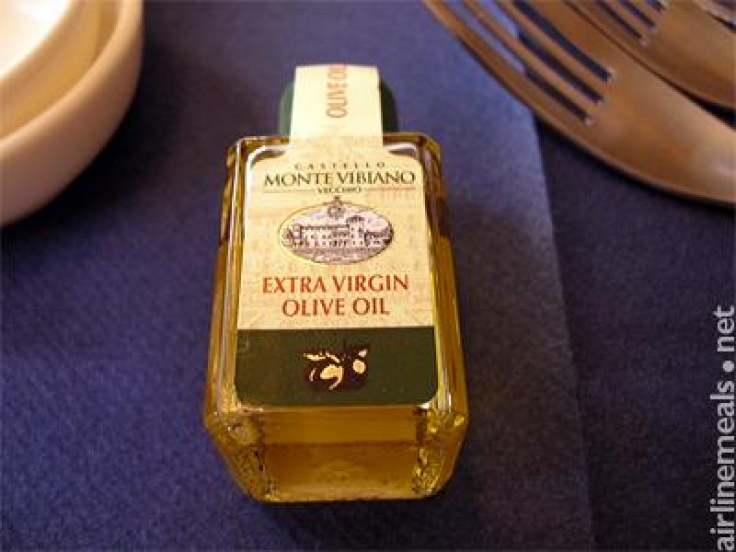 OLIVE OIL
CASTELLO
MONTE VIBIANO
VECCHIO
EXTRA VIRGIN
OLIVE OIL
airlinemeals • net